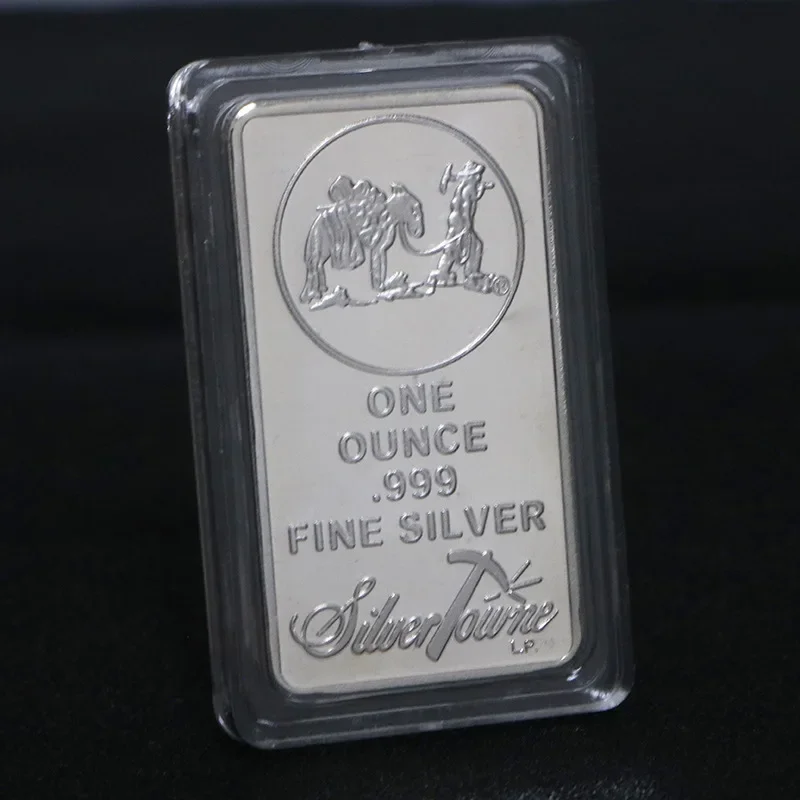 ONE
OUNCE
.999
FINE SILVER
SilverTowne
L.P.